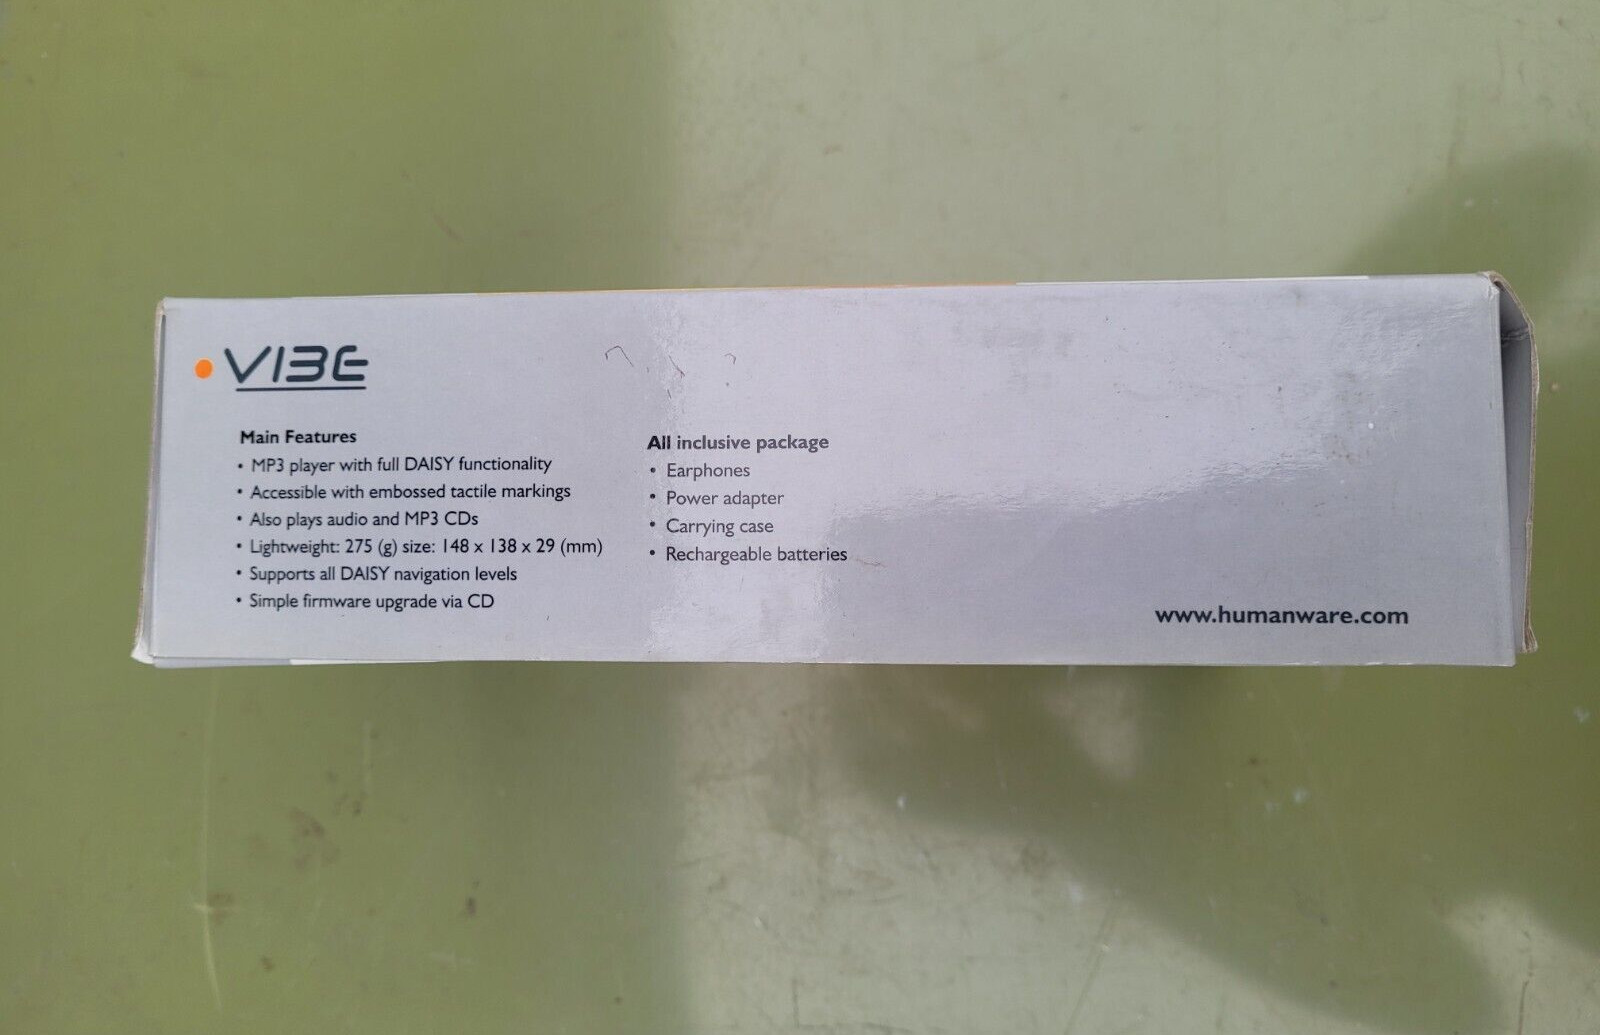 VIBE
Main Features
• MP3 player with full DAISY functionality
• Accessible with embossed tactile markings
• Also plays audio and MP3 CDs
• Lightweight: 275 (g) size: 148 x 138 x 29 (mm)
• Supports all DAISY navigation levels
• Simple firmware upgrade via CD
All inclusive package
• Earphones
• Power adapter
• Carrying case
• Rechargeable batteries
www.humanware.com